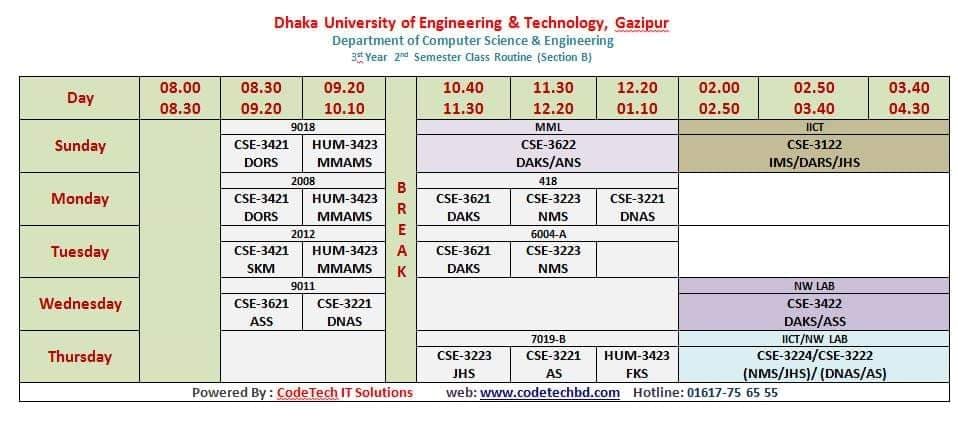 Dhaka University of Engineering & Technology, Gazipur
Department of Computer Science & Engineering
3st Year 2nd Semester Class Routine (Section B)
Day 08.00 08.30 09.20 10.40 11.30 12.20 02.00 02.50 03.40
08.30 09.20 10.10 11.30 12.20 01.10 02.50 03.40 04.30
BREAK
9018 MML IICT
Sunday CSE-3421 HUM-3423 CSE-3622 CSE-3122
DORS MMAMS DAKS/ANS IMS/DARS/JHS
2008 418
Monday CSE-3421 HUM-3423 CSE-3621 CSE-3223 CSE-3221
DORS MMAMS DAKS NMS DNAS
2012 6004-A
Tuesday CSE-3421 HUM-3423 CSE-3621 CSE-3223
SKM MMAMS DAKS NMS
9011 NW LAB
Wednesday CSE-3621 CSE-3221 CSE-3422
ASS DNAS DAKS/ASS
7019-B IICT/NW LAB
Thursday CSE-3223 CSE-3221 HUM-3423 CSE-3224/CSE-3222
JHS AS FKS (NMS/JHS)/ (DNAS/AS)
Powered By : CodeTech IT Solutions web: www.codetechbd.com Hotline: 01617-75 65 55